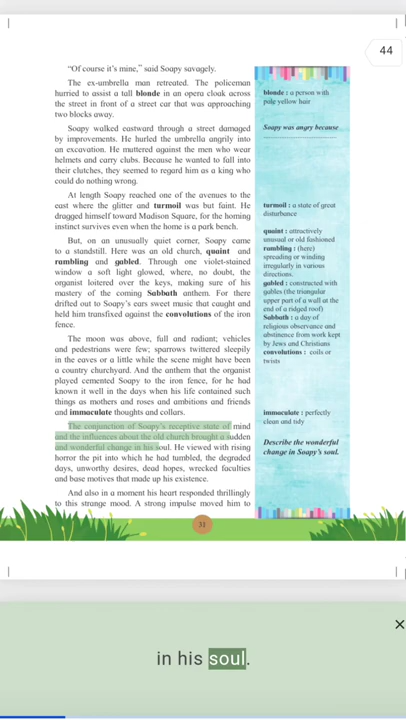 44
"Of course it's mine," said Soapy savagely.
The ex-umbrella man retreated. The policeman
hurried to assist a tall blonde in an opera cloak across
the street in front of a street car that was approaching
two blocks away.
Soapy walked eastward through a street damaged
by improvements. He hurled the umbrella angrily into
an excavation. He muttered against the men who wear
helmets and carry clubs. Because he wanted to fall into
their clutches, they seemed to regard him as a king who
could do nothing wrong.
At length Soapy reached one of the avenues to the
east where the glitter and turmoil was but faint. He
dragged himself toward Madison Square, for the homing
instinct survives even when the home is a park bench.
But, on an unusually quiet corner, Soapy came
to a standstill. Here was an old church, quaint and
rambling and gabled. Through one violet-stained
window a soft light glowed, where, no doubt, the
organist loitered over the keys, making sure of his
mastery of the coming Sabbath anthem. For there
drifted out to Soapy's ears sweet music that caught and
held him transfixed against the convolutions of the iron
fence.
The moon was above, full and radiant; vehicles
and pedestrians were few; sparrows twittered sleepily
in the eaves or a little while the scene might have been
a country churchyard. And the anthem that the organist
played cemented Soapy to the iron fence, for he had
known it well in the days when his life contained such
things as mothers and roses and ambitions and friends
and immaculate thoughts and collars.
The conjunction of Soapy's receptive state of mind
and the influences about the old church brought a sudden
and wonderful change in his soul. He viewed with rising
horror the pit into which he had tumbled, the degraded
days, unworthy desires, dead hopes, wrecked faculties
and base motives that made up his existence.
And also in a moment his heart responded thrillingly
to this strange mood. A strong impulse moved him to
blonde : a person with
pale yellow hair
Soapy was angry because
turmoil : a state of great
disturbance
quaint : attractively
unusual or old fashioned
rambling : (here)
spreading or winding
irregularly in various
directions.
gabled : constructed with
gables (the triangular
upper part of a wall at the
end of a ridged roof)
Sabbath : a day of
religious observance and
abstinence from work kept
by Jews and Christians
convolutions : coils or
twists
immaculate : perfectly
clean and tidy
Describe the wonderful
change in Soapy's soul.
31
in his soul.